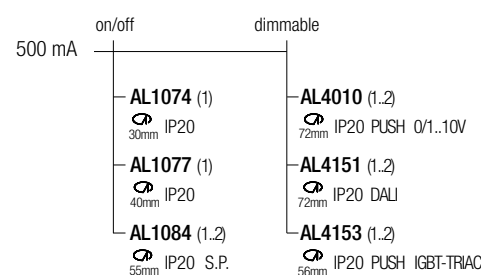 on/off dimmable
500 mA
AL1074 (1)
30mm IP20
AL1077 (1)
40mm IP20
AL1084 (1..2)
55mm IP20 S.P.
AL4010 (1..2)
72mm IP20 PUSH 0/1..10V
AL4151 (1..2)
72mm IP20 DALI
AL4153 (1..2)
56mm IP20 PUSH IGBT-TRIAC